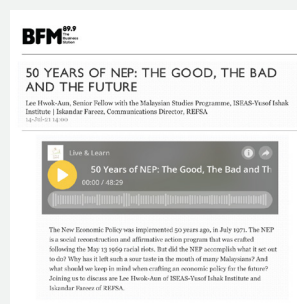 BFM 89.9
The
Business
Station
50 YEARS OF NEP: THE GOOD, THE BAD
AND THE FUTURE
Lee Hwok-Aun, Senior Fellow with the Malaysian Studies Programme, ISEAS-Yusof Ishak
Institute | Iskandar Fareez, Communications Director, REFSA
14-Jul-21 14:00
Live & Learn
50 Years of NEP: The Good, The Bad and Th
00:00 / 48:29
The New Economic Policy was implemented 50 years ago, in July 1971. The NEP
is a social reconstruction and affirmative action program that was crafted
following the May 13 1969 racial riots. But did the NEP accomplish what it set out
to do? Why has it left such a sour taste in the mouth of many Malaysians? And
what should we keep in mind when crafting an economic policy for the future?
Joining us to discuss are Lee Hwok-Aun of ISEAS-Yusof Ishak Institute and
Iskandar Fareez of REFSA.